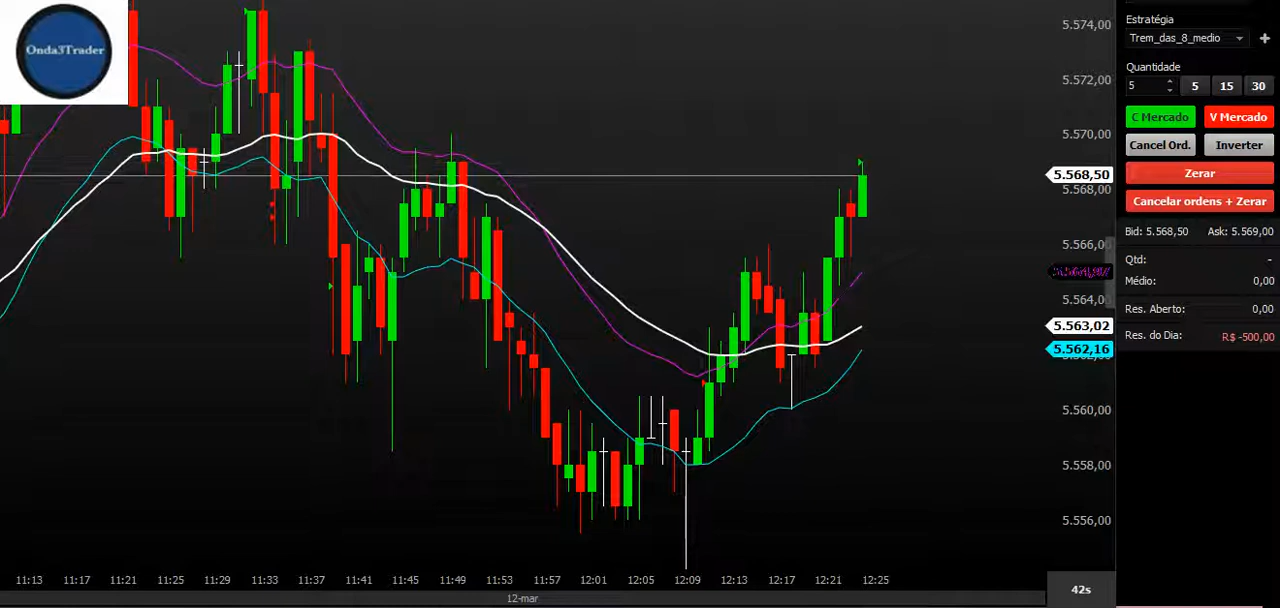 Onda3Trader
5.574,00
5.572,00
5.570,00
5.568,50
5.568,00
5.566,00
5.564,00
5.563,02
5.562,16
5.560,00
5.558,00
5.556,00
11:13 11:17 11:21 11:25 11:29 11:33 11:37 11:41 11:45 11:49 11:53 11:57 12:01 12:05 12:09 12:13 12:17 12:21 12:25
12-mar
42s
Estratégia
Trem_das_8_medio
Quantidade
5 5 15 30
C Mercado V Mercado
Cancel Ord. Inverter
Zerar
Cancelar ordens + Zerar
Bid: 5.568,50 Ask: 5.569,00
Qtd: -
Médio: 0,00
Res. Aberto: 0,00
Res. do Dia: R$ -500,00